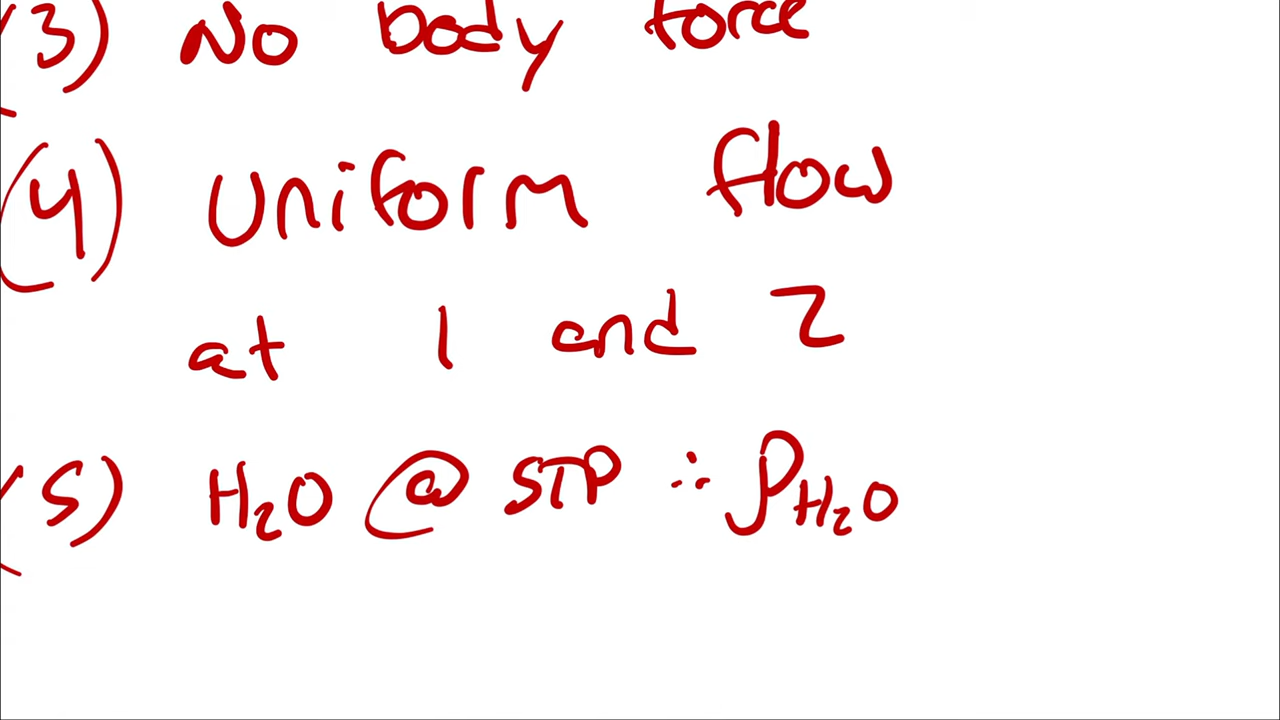 (3) No body force
(4) Uniform flow
at 1 and 2
(5) H₂O @ STP ∴ ρH₂O